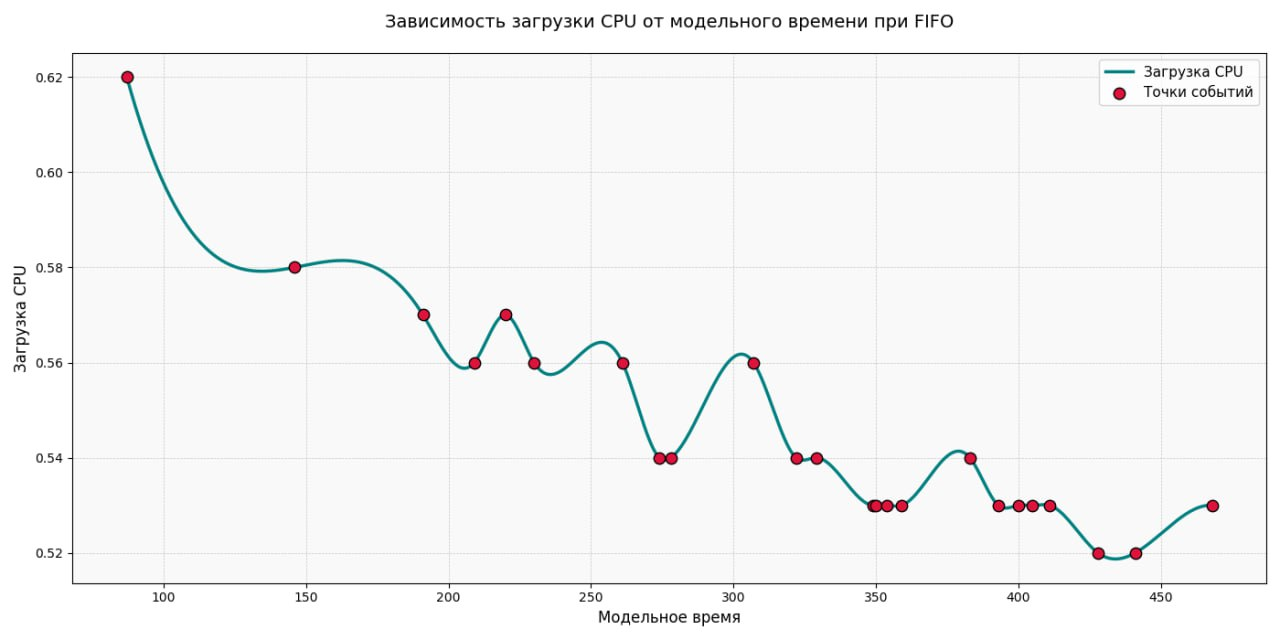 Зависимость загрузки CPU от модельного времени при FIFO
Загрузка CPU
Точки событий
0.62
0.60
0.58
0.56
0.54
0.52
Загрузка CPU
100 150 200 250 300 350 400 450
Модельное время